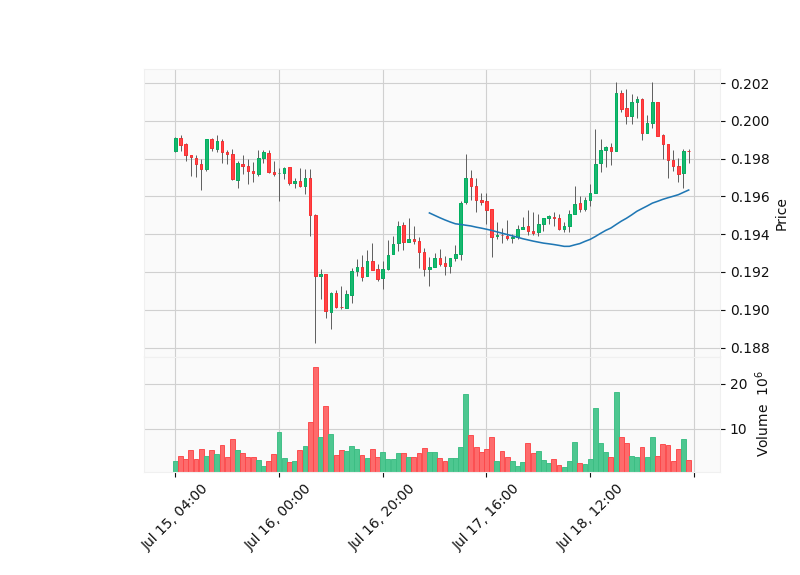 0.202
0.200
0.198
0.196
0.194
0.192
0.190
0.188
Price
20
10
Volume 10^6
Jul 15, 04:00
Jul 16, 00:00
Jul 16, 20:00
Jul 17, 16:00
Jul 18, 12:00